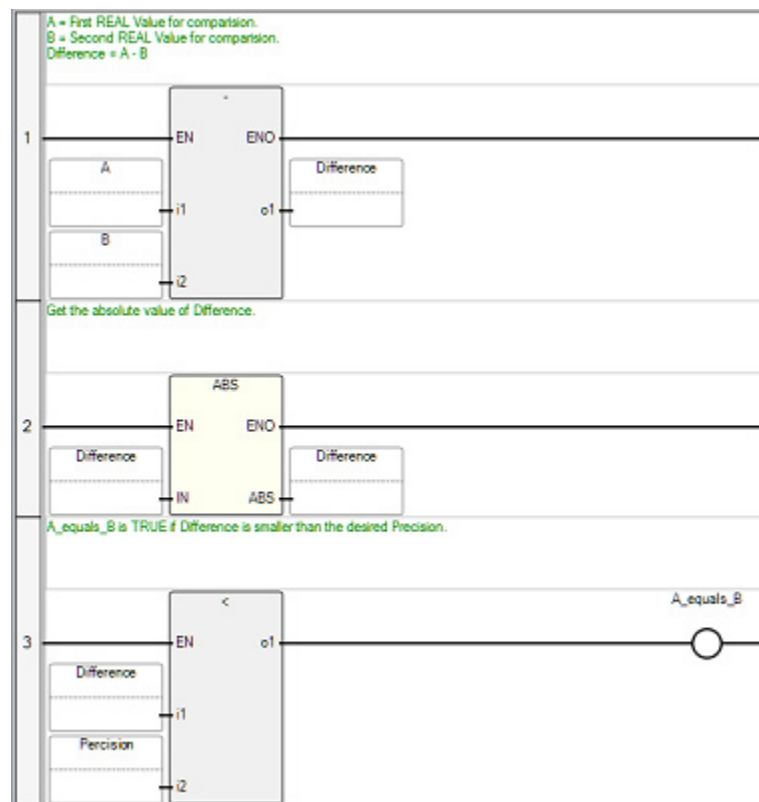 A = First REAL Value for comparision.
B = Second REAL Value for comparision.
Difference = A - B
-
1
EN
ENO
A
Difference
i1
o1
B
i2
Get the absolute value of Difference.
ABS
2
EN
ENO
Difference
Difference
IN
ABS
A_equals_B is TRUE if Difference is smaller than the desired Precision.
<
A_equals_B
3
EN
o1
Difference
i1
Percision
i2